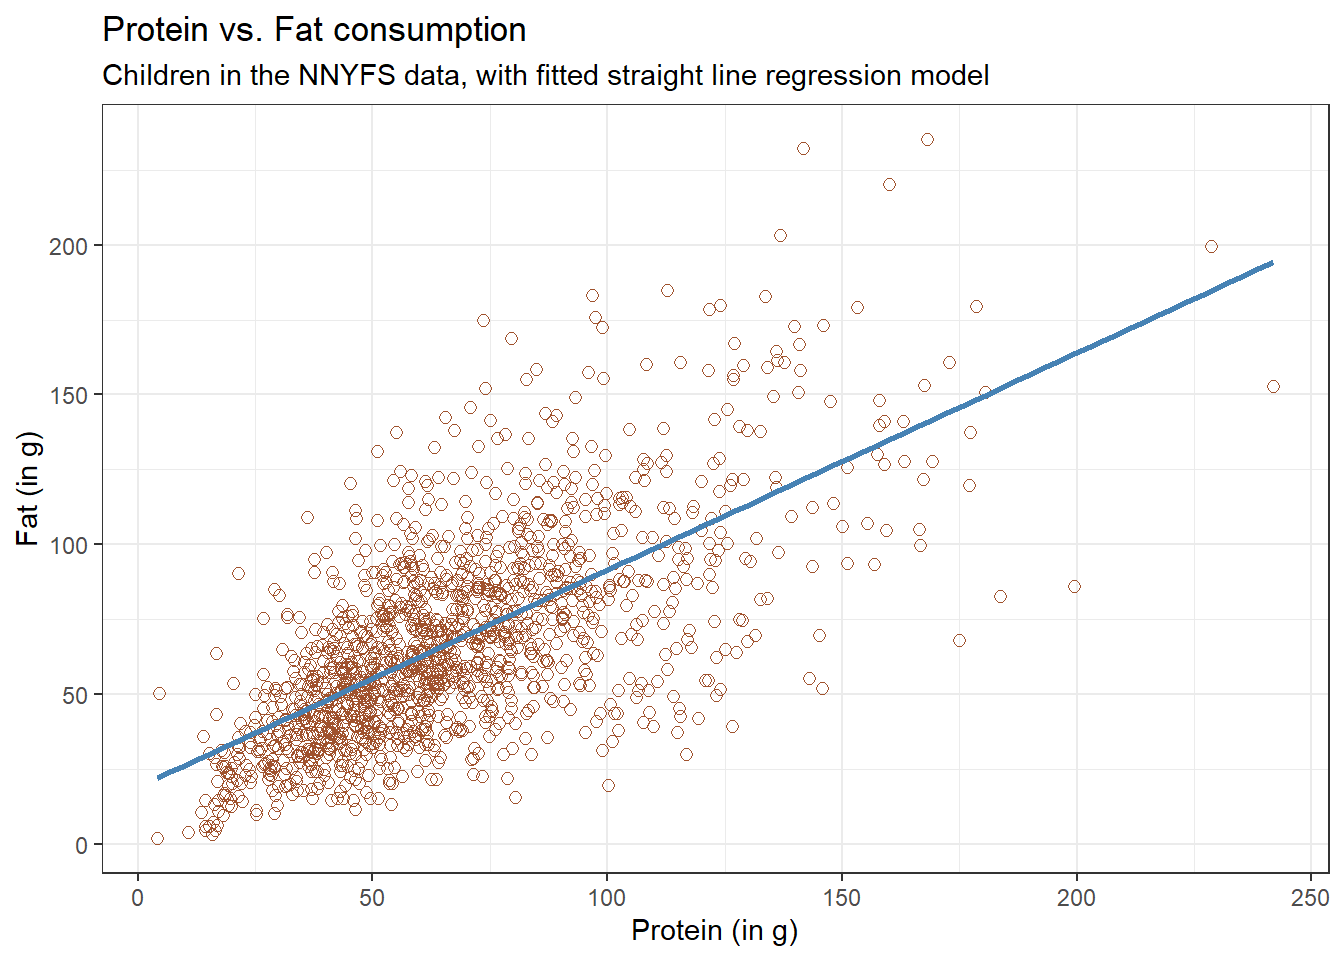 Protein vs. Fat consumption
Children in the NNYFS data, with fitted straight line regression model
200
150
100
50
0
Fat (in g)
0 50 100 150 200 250
Protein (in g)